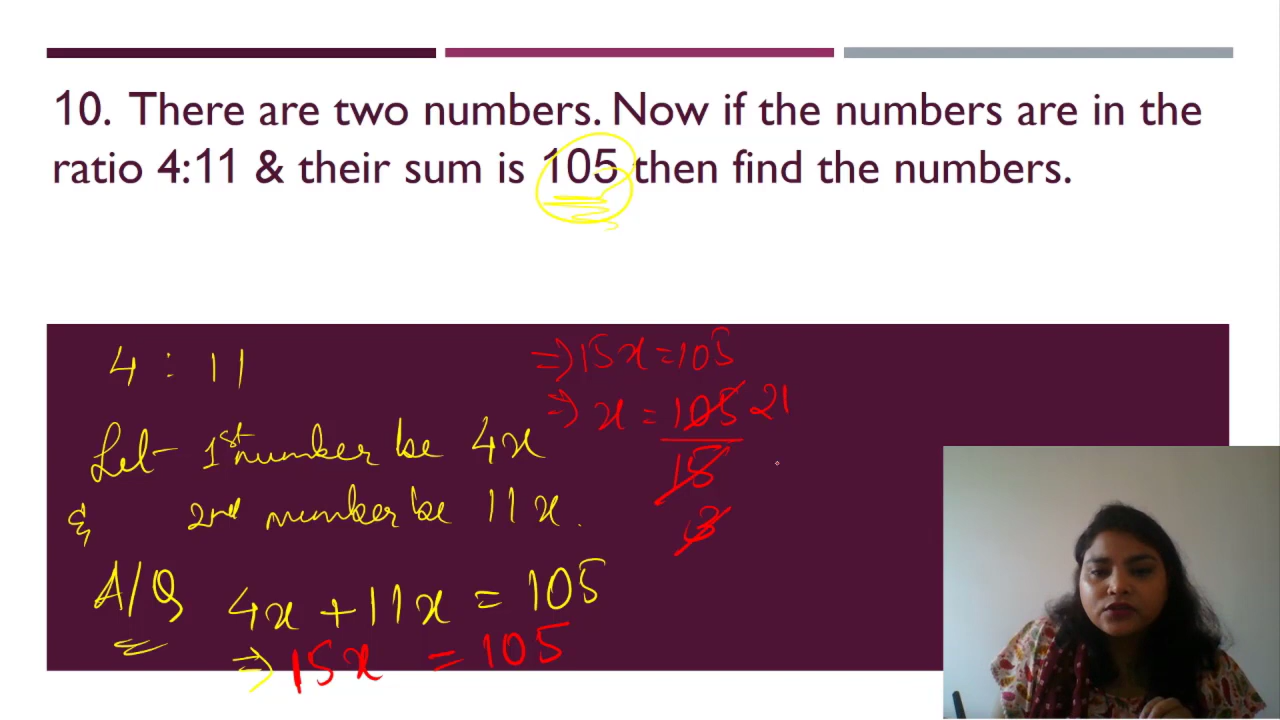 10. There are two numbers. Now if the numbers are in the
ratio 4:11 & their sum is 105 then find the numbers.
4 : 11
Let 1st number be 4x
& 2nd number be 11x.
A/Q 4x + 11x = 105
⇒ 15x = 105
⇒ 15x = 105
⇒ x = 105 21
15
3